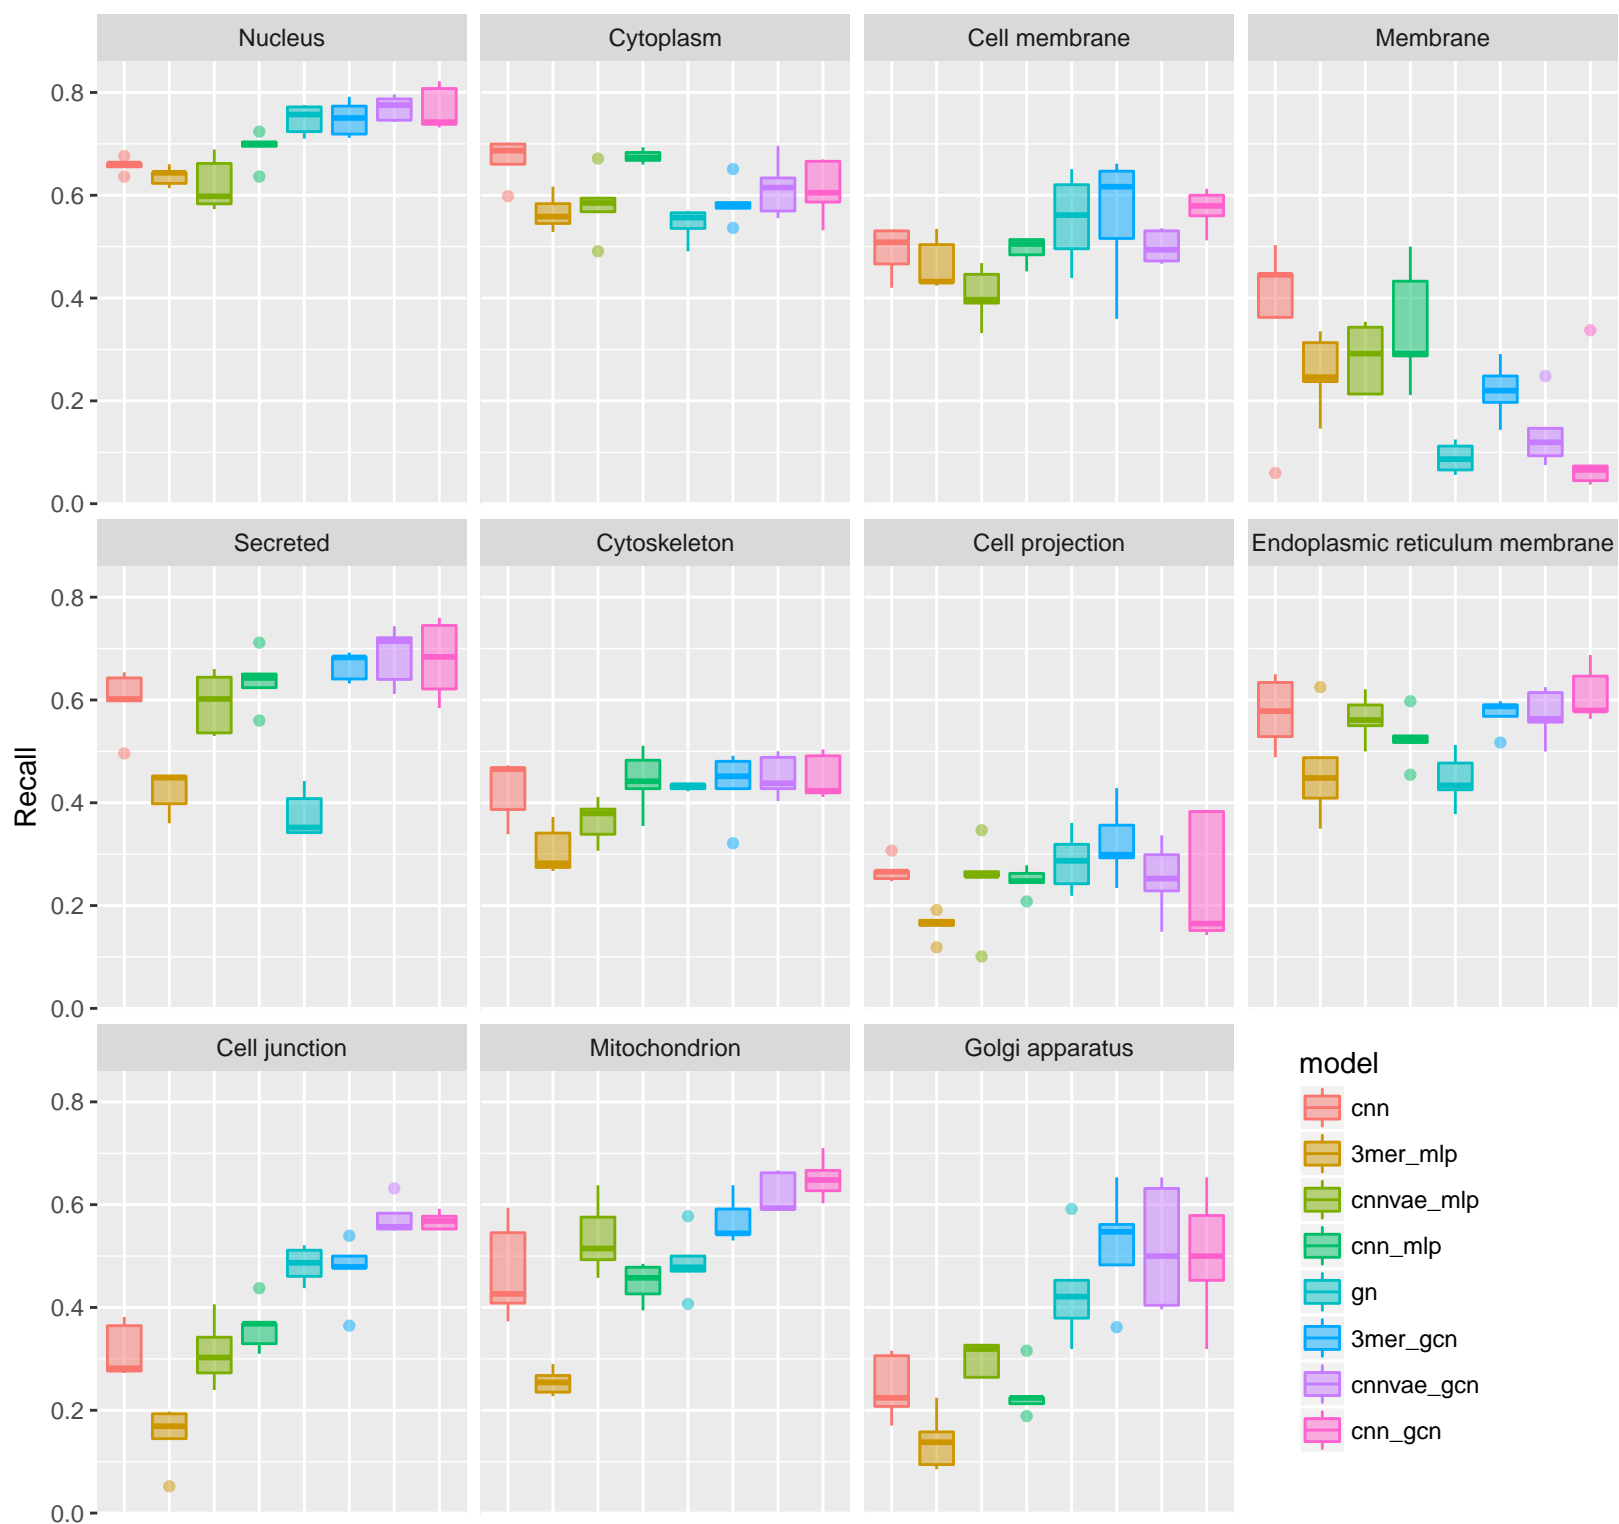 Nucleus Cytoplasm Cell membrane Membrane
0.8
0.6
0.4
0.2
0.0
Secreted Cytoskeleton Cell projection Endoplasmic reticulum membrane
0.8
0.6
0.4
0.2
0.0
Recall
Cell junction Mitochondrion Golgi apparatus
0.8
0.6
0.4
0.2
0.0
model
cnn
3mer_mlp
cnnvae_mlp
cnn_mlp
gn
3mer_gcn
cnnvae_gcn
cnn_gcn